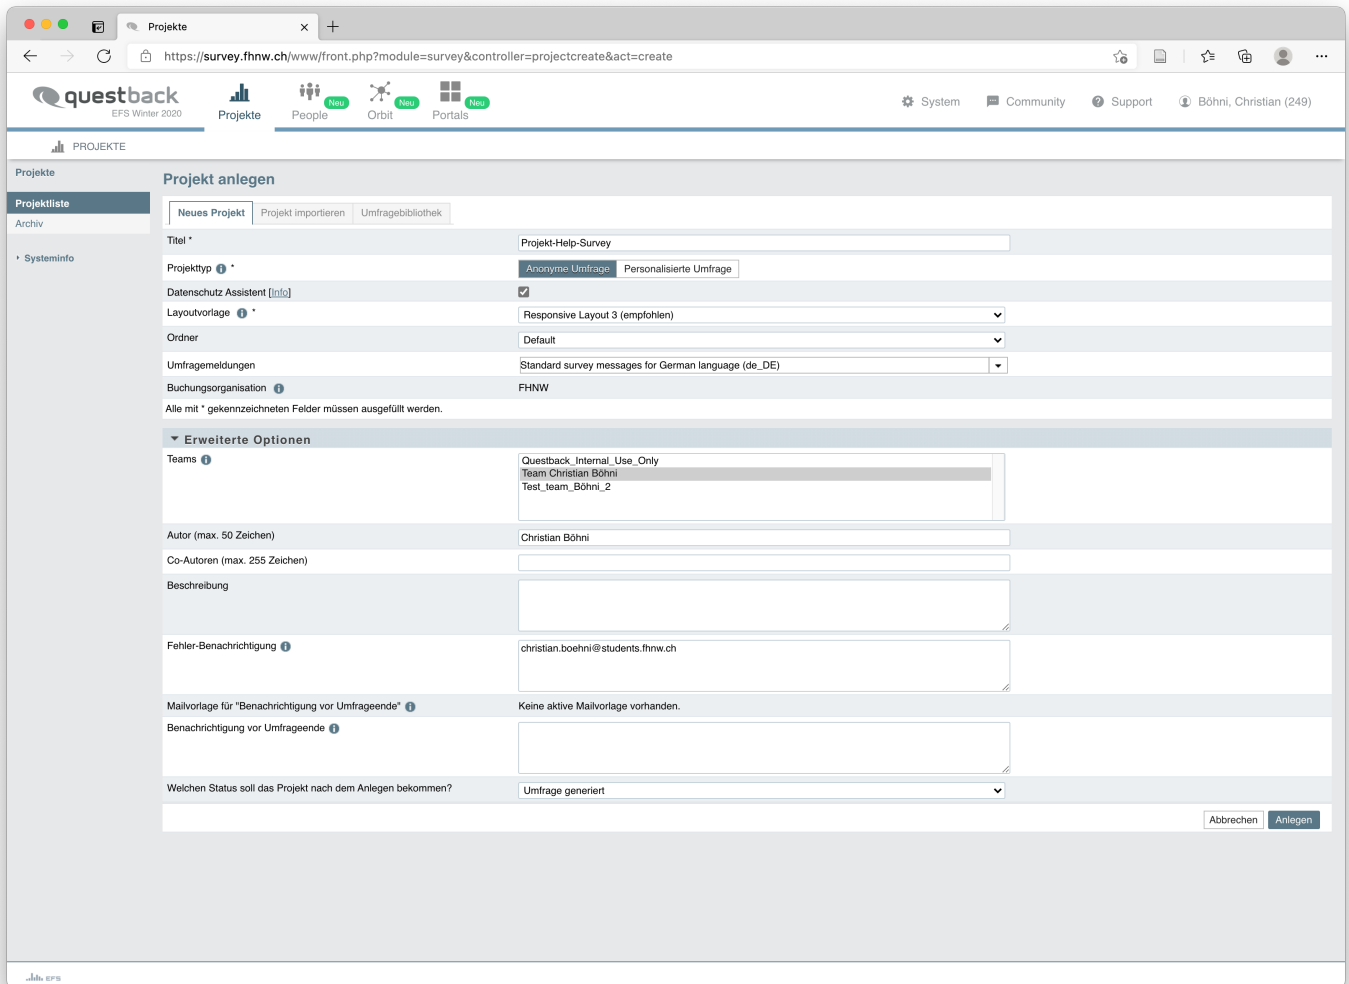 Projekte
https://survey.fhnw.ch/www/front.php?module=survey&controller=projectcreate&act=create
questback
EFS Winter 2020
Projekte
People
Neu
Orbit
Neu
Portals
Neu
System
Community
Support
Böhni, Christian (249)
PROJEKTE
Projekte
Projektliste
Archiv
Systeminfo
Projekt anlegen
Neues Projekt
Projekt importieren
Umfragebibliothek
Titel *
Projekt-Help-Survey
Projekttyp *
Anonyme Umfrage
Personalisierte Umfrage
Datenschutz Assistent [Info]
Layoutvorlage *
Responsive Layout 3 (empfohlen)
Ordner
Default
Umfragemeldungen
Standard survey messages for German language (de_DE)
Buchungsorganisation
FHNW
Alle mit * gekennzeichneten Felder müssen ausgefüllt werden.
Erweiterte Optionen
Teams
Questback_Internal_Use_Only
Team Christian Böhni
Test_team_Böhni_2
Autor (max. 50 Zeichen)
Christian Böhni
Co-Autoren (max. 255 Zeichen)
Beschreibung
Fehler-Benachrichtigung
christian.boehni@students.fhnw.ch
Mailvorlage für "Benachrichtigung vor Umfrageende"
Keine aktive Mailvorlage vorhanden.
Benachrichtigung vor Umfrageende
Welchen Status soll das Projekt nach dem Anlegen bekommen?
Umfrage generiert
Abbrechen
Anlegen
EFS